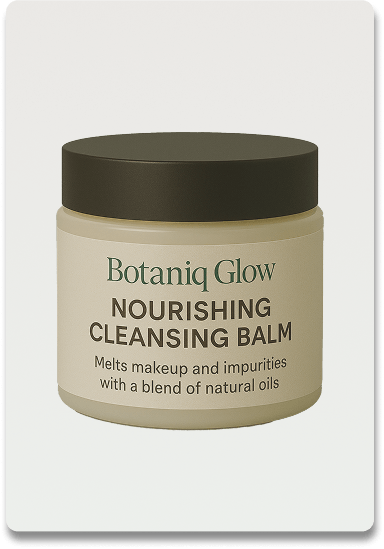 Botaniq Glow
NOURISHING
CLEANSING BALM
Melts makeup and impurities
with a blend of natural oils